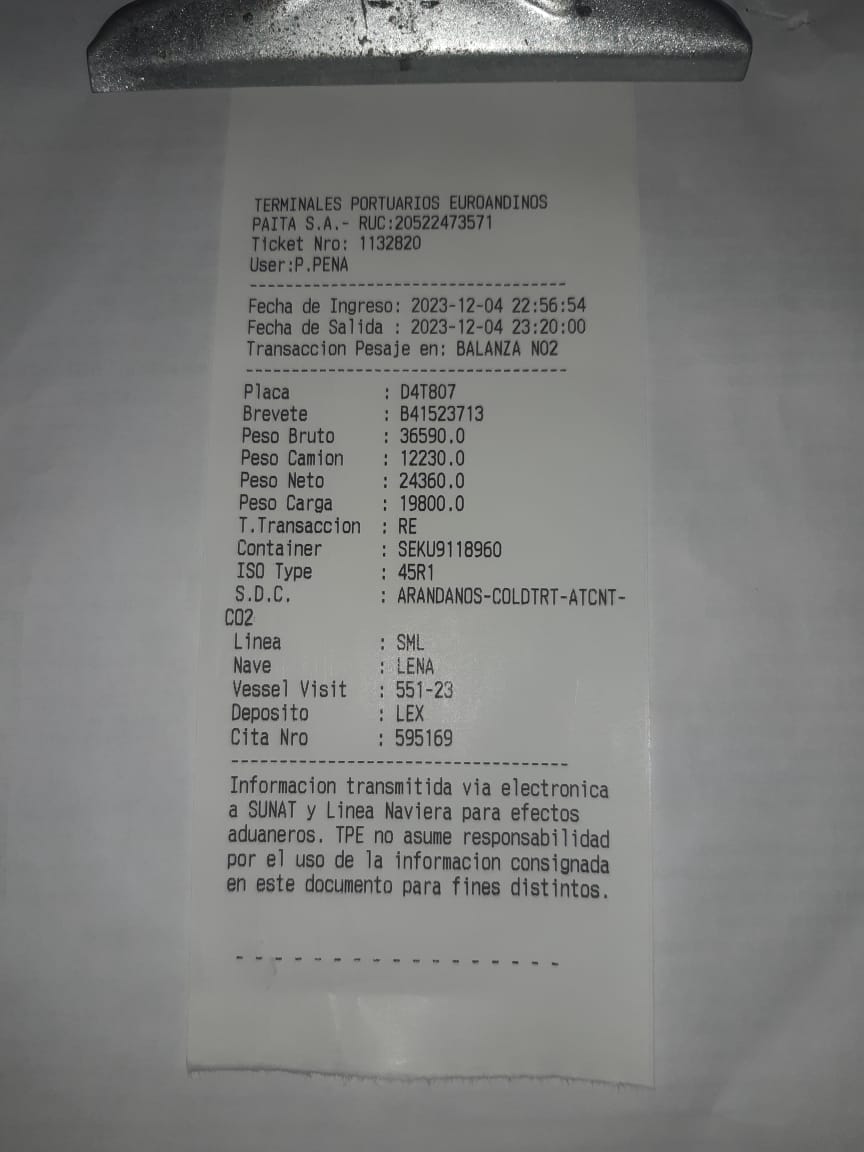 TERMINALES PORTUARIOS EUROANDINOS
PAITA S.A.- RUC:20522473571
Ticket Nro: 1132820
User:P.PENA
---------------------------------
Fecha de Ingreso: 2023-12-04 22:56:54
Fecha de Salida : 2023-12-04 23:20:00
Transaccion Pesaje en: BALANZA NO2
---------------------------------
Placa : D4T807
Brevete : B41523713
Peso Bruto : 36590.0
Peso Camion : 12230.0
Peso Neto : 24360.0
Peso Carga : 19800.0
T.Transaccion : RE
Container : SEKU9118960
ISO Type : 45R1
S.D.C. : ARANDANOS-COLDTRT-ATCNT-
CO2
Linea : SML
Nave : LENA
Vessel Visit : 551-23
Deposito : LEX
Cita Nro : 595169
-----------------------------------
Informacion transmitida via electronica
a SUNAT y Linea Naviera para efectos
aduaneros. TPE no asume responsabilidad
por el uso de la informacion consignada
en este documento para fines distintos.
- - - - - - - - - - - - - - - - -